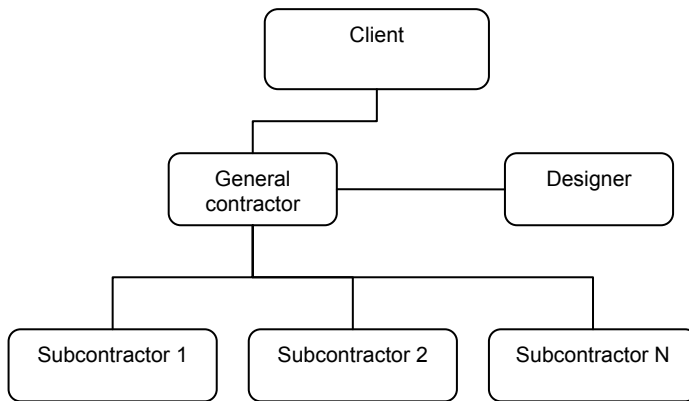 Client
General
contractor
Designer
Subcontractor 1
Subcontractor 2
Subcontractor N